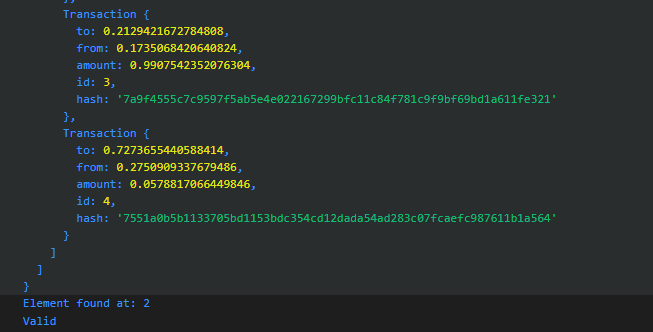 },
Transaction {
to: 0.2129421672784808,
from: 0.1735068420640824,
amount: 0.9907542352076304,
id: 3,
hash: '7a9f4555c7c9597f5ab5e4e022167299bfc11c84f781c9f9bf69bd1a611fe321'
},
Transaction {
to: 0.7273655440588414,
from: 0.2750909337679486,
amount: 0.0578817066449846,
id: 4,
hash: '7551a0b5b1133705bd1153bdc354cd12dada54ad283c07fcaefc987611b1a564'
}
]
]
}
Element found at: 2
Valid